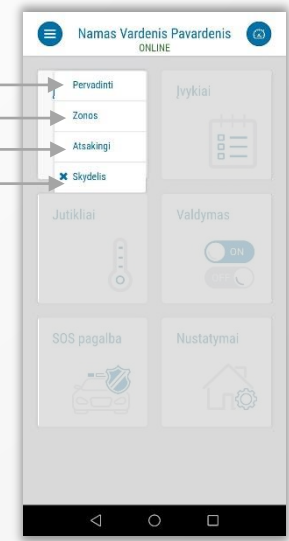 Namas Vardenis Pavardenis
ONLINE
Pervadinti
Zonos
Atsakingi
Skydelis
Įvykiai
Jutikliai
Valdymas
ON
OFF
SOS pagalba
Nustatymai